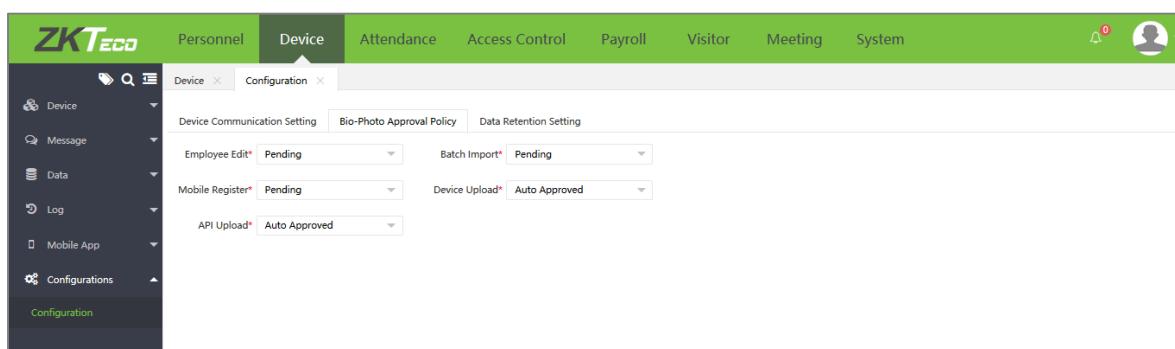 ZKTeco Personnel Device Attendance Access Control Payroll Visitor Meeting System 0
Device Configuration
Device
Message
Data
Log
Mobile App
Configurations
Configuration
Device Communication Setting Bio-Photo Approval Policy Data Retention Setting
Employee Edit* Pending Batch Import* Pending
Mobile Register* Pending Device Upload* Auto Approved
API Upload* Auto Approved